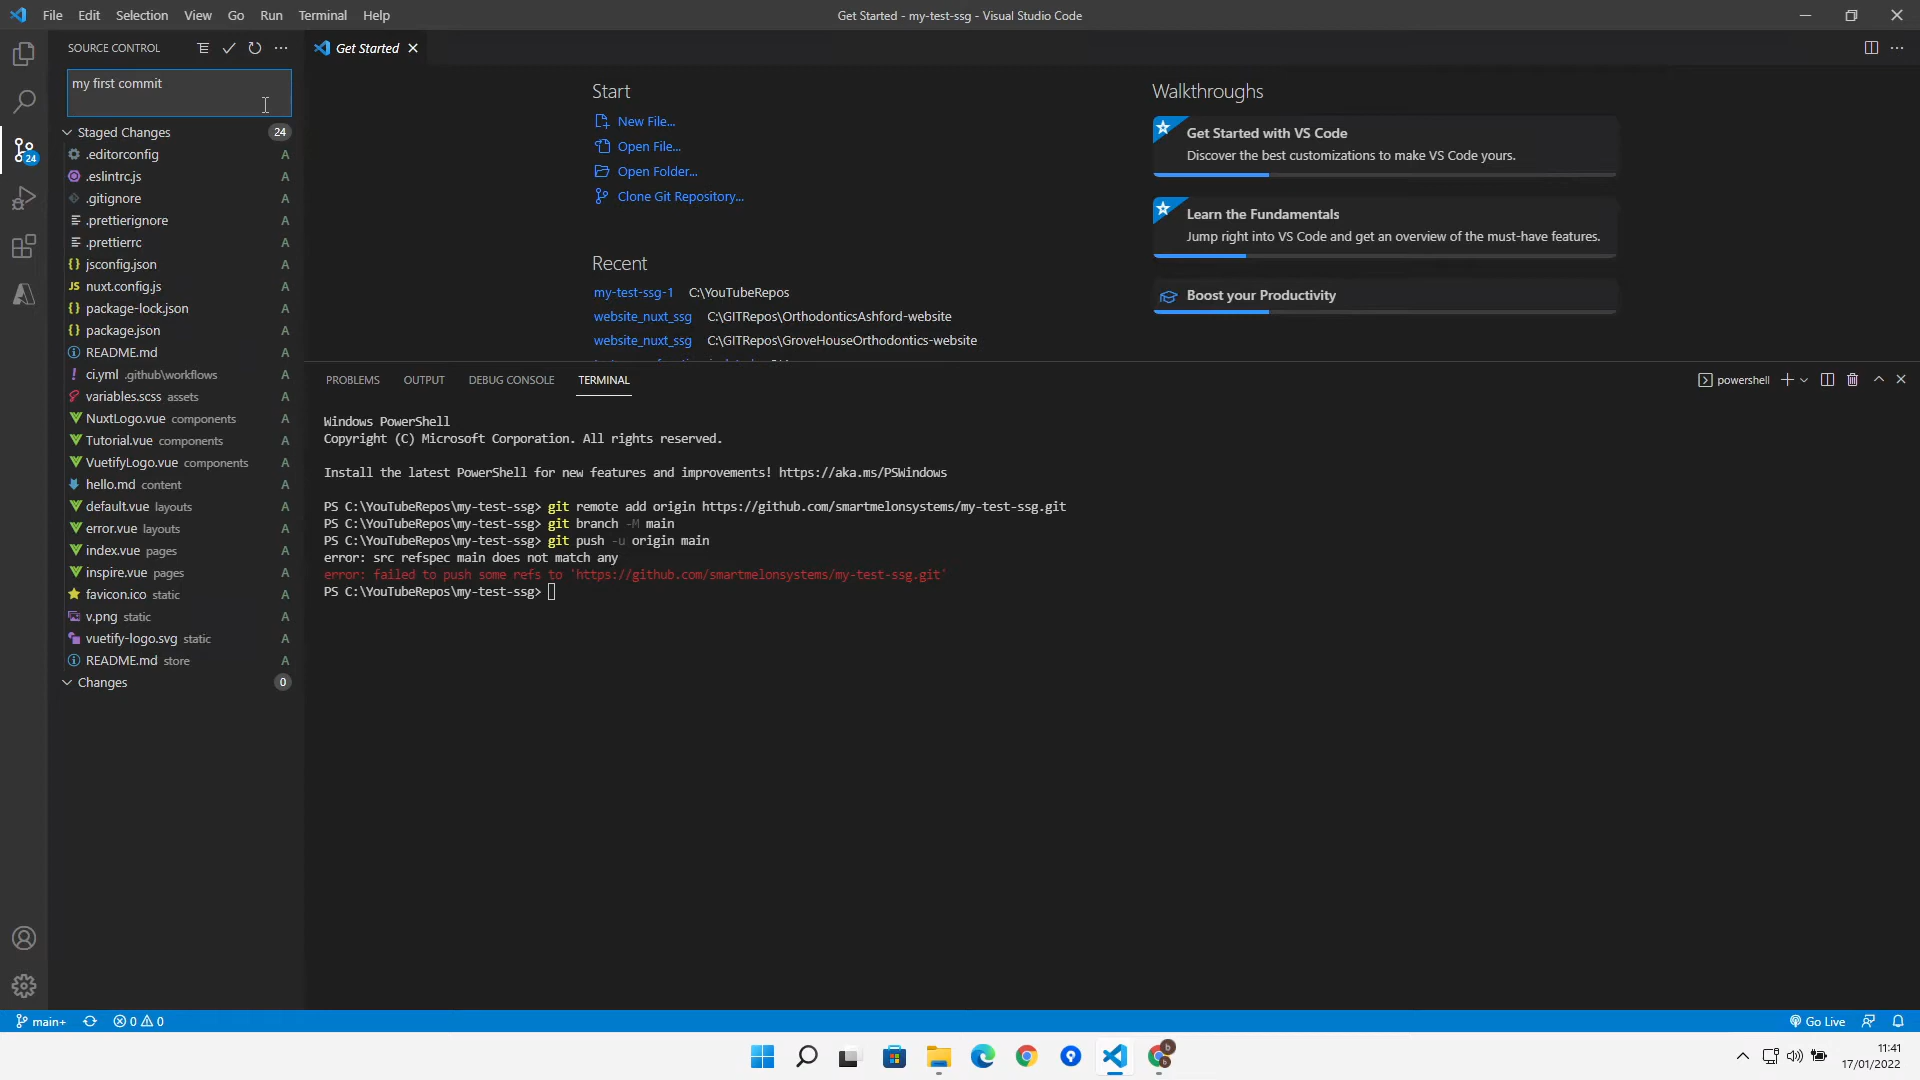 File Edit Selection View Go Run Terminal Help
Get Started - my-test-ssg - Visual Studio Code
SOURCE CONTROL
Get Started
my first commit
Staged Changes 24
.editorconfig A
.eslintrc.js A
.gitignore A
.prettierignore A
.prettierrc A
jsconfig.json A
nuxt.config.js A
package-lock.json A
package.json A
README.md A
ci.yml .github\workflows A
variables.scss assets A
NuxtLogo.vue components A
Tutorial.vue components A
VuetifyLogo.vue components A
hello.md content A
default.vue layouts A
error.vue layouts A
index.vue pages A
inspire.vue pages A
favicon.ico static A
v.png static A
vuetify-logo.svg static A
README.md store A
Changes 0
24
Start
New File...
Open File...
Open Folder...
Clone Git Repository...
Recent
my-test-ssg-1 C:\YouTubeRepos
website_nuxt_ssg C:\GITRepos\OrthodonticsAshford-website
website_nuxt_ssg C:\GITRepos\GroveHouseOrthodontics-website
Walkthroughs
Get Started with VS Code
Discover the best customizations to make VS Code yours.
Learn the Fundamentals
Jump right into VS Code and get an overview of the must-have features.
Boost your Productivity
PROBLEMS OUTPUT DEBUG CONSOLE TERMINAL
powershell
Windows PowerShell
Copyright (C) Microsoft Corporation. All rights reserved.
Install the latest PowerShell for new features and improvements! https://aka.ms/PSWindows
PS C:\YouTubeRepos\my-test-ssg> git remote add origin https://github.com/smartmelonsystems/my-test-ssg.git
PS C:\YouTubeRepos\my-test-ssg> git branch -M main
PS C:\YouTubeRepos\my-test-ssg> git push -u origin main
error: src refspec main does not match any
error: failed to push some refs to 'https://github.com/smartmelonsystems/my-test-ssg.git'
PS C:\YouTubeRepos\my-test-ssg>
main+ 0 0
Go Live
b
11:41
17/01/2022